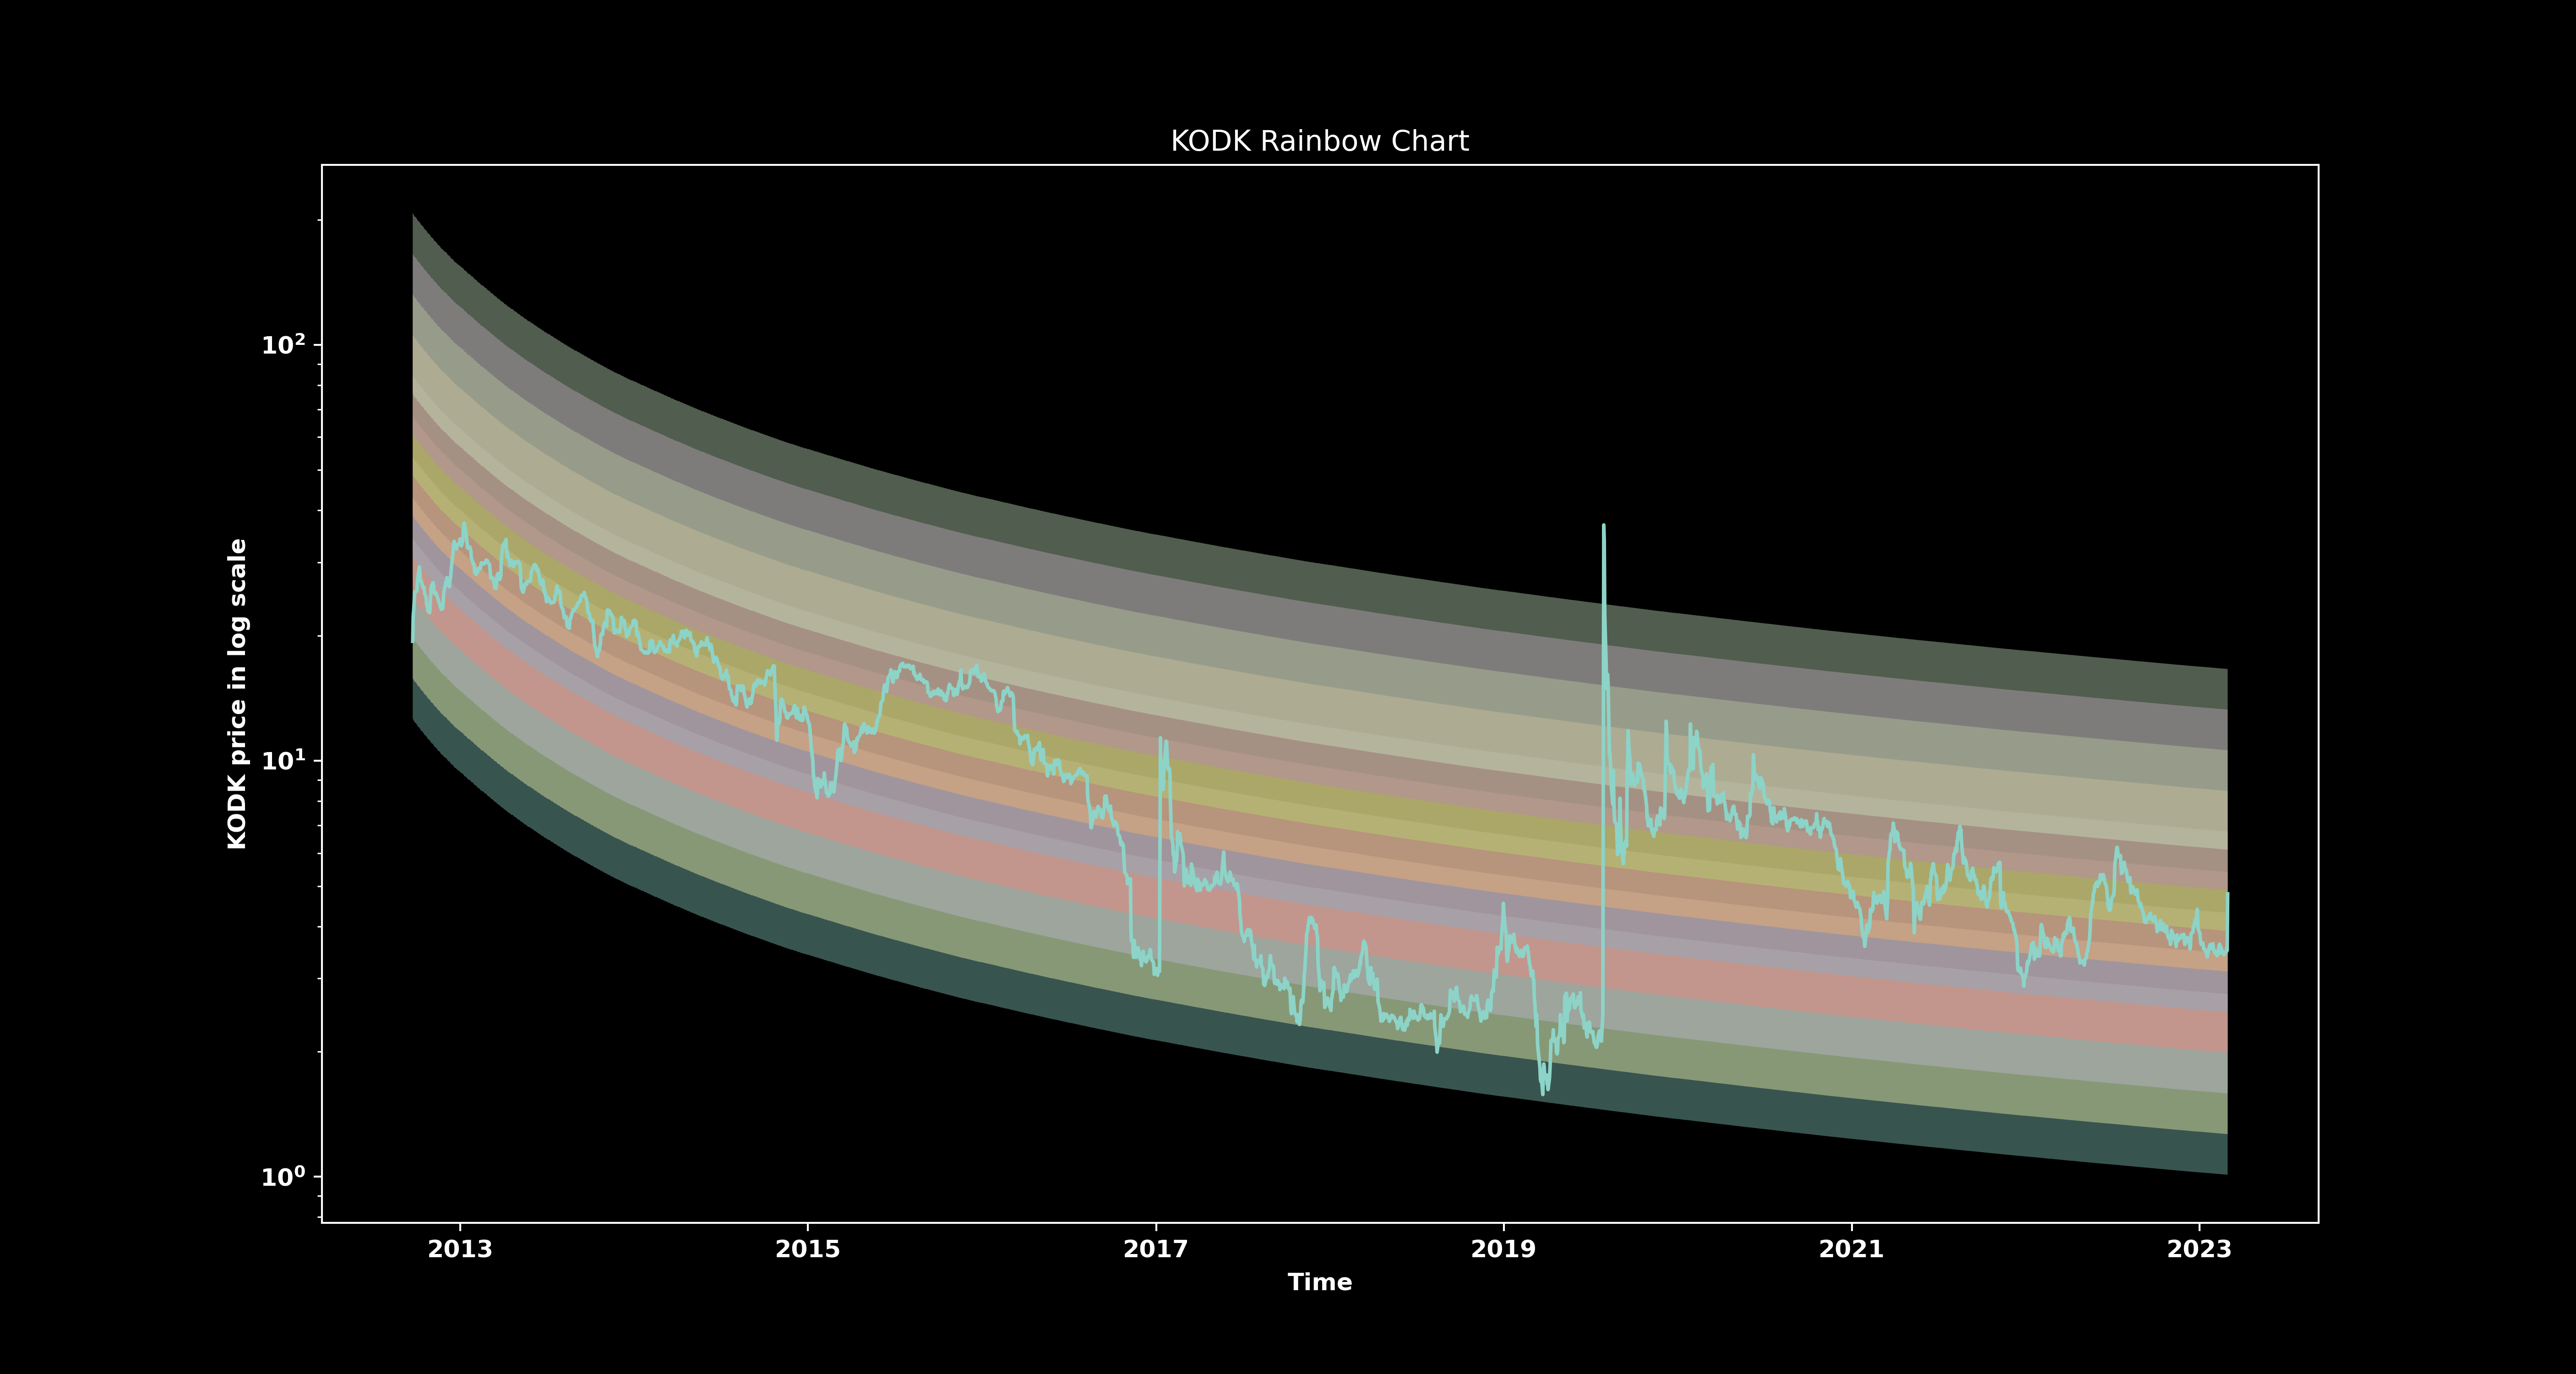 KODK Rainbow Chart
KODK price in log scale
10²
10¹
10⁰
2013 2015 2017 2019 2021 2023
Time